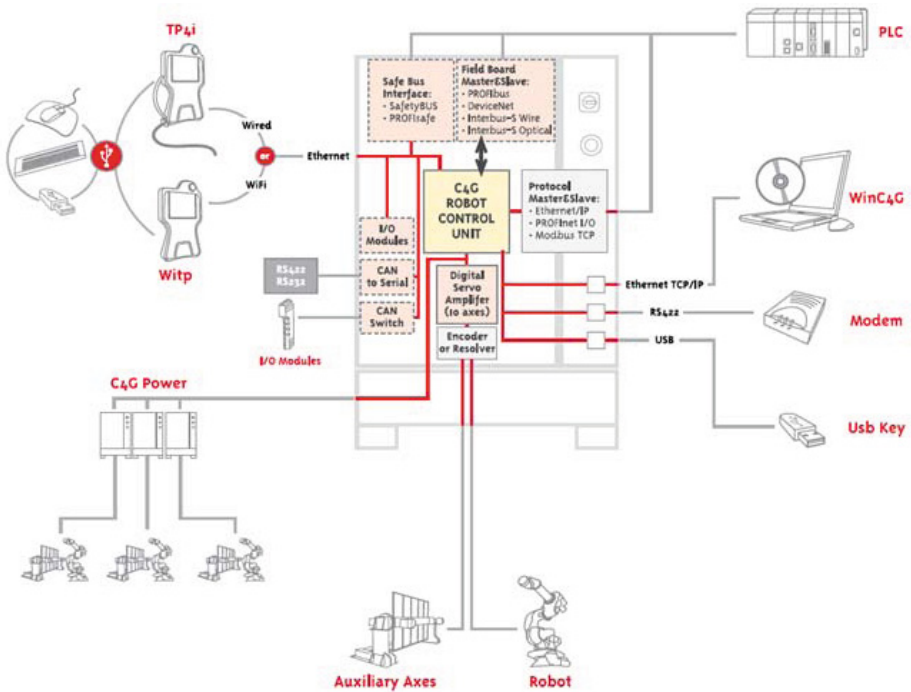 TP4i
PLC
Safe Bus
Interface:
• SafetyBUS
• PROFIsafe
Field Board
Master&Slave:
• PROFIbus
• DeviceNet
• Interbus-S Wire
• Interbus-S Optical
Wired
or
Ethernet
WiFi
C4G
ROBOT
CONTROL
UNIT
Protocol
Master&Slave:
• Ethernet/IP
• PROFInet I/O
• Modbus TCP
WinC4G
I/O
Modules
Witp
RS422
RS232
CAN
to Serial
Digital
Servo
Amplifer
(10 axes)
Ethernet TCP/IP
CAN
Switch
RS422
Modem
Encoder
or Resolver
USB
I/O Modules
C4G Power
Usb Key
Auxiliary Axes
Robot